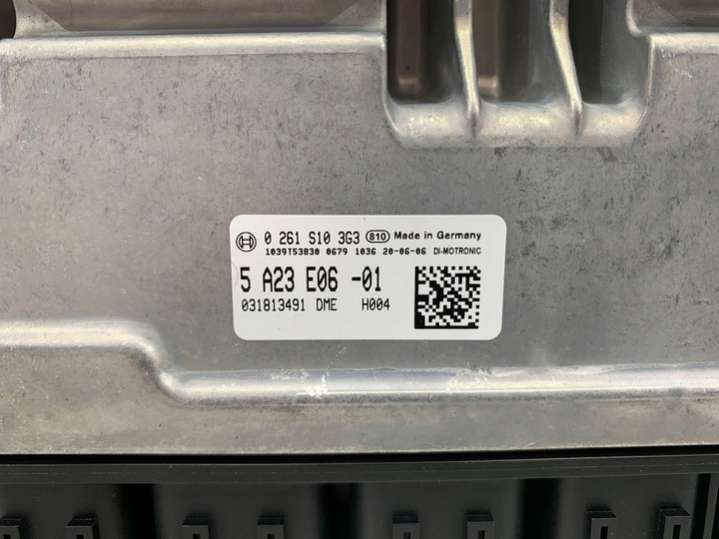 0 261 S10 3G3 810 Made in Germany
1039T53830 0679 1036 20-06-06 DI-MOTRONIC
5 A23 E06 -01
031813491 DME H004